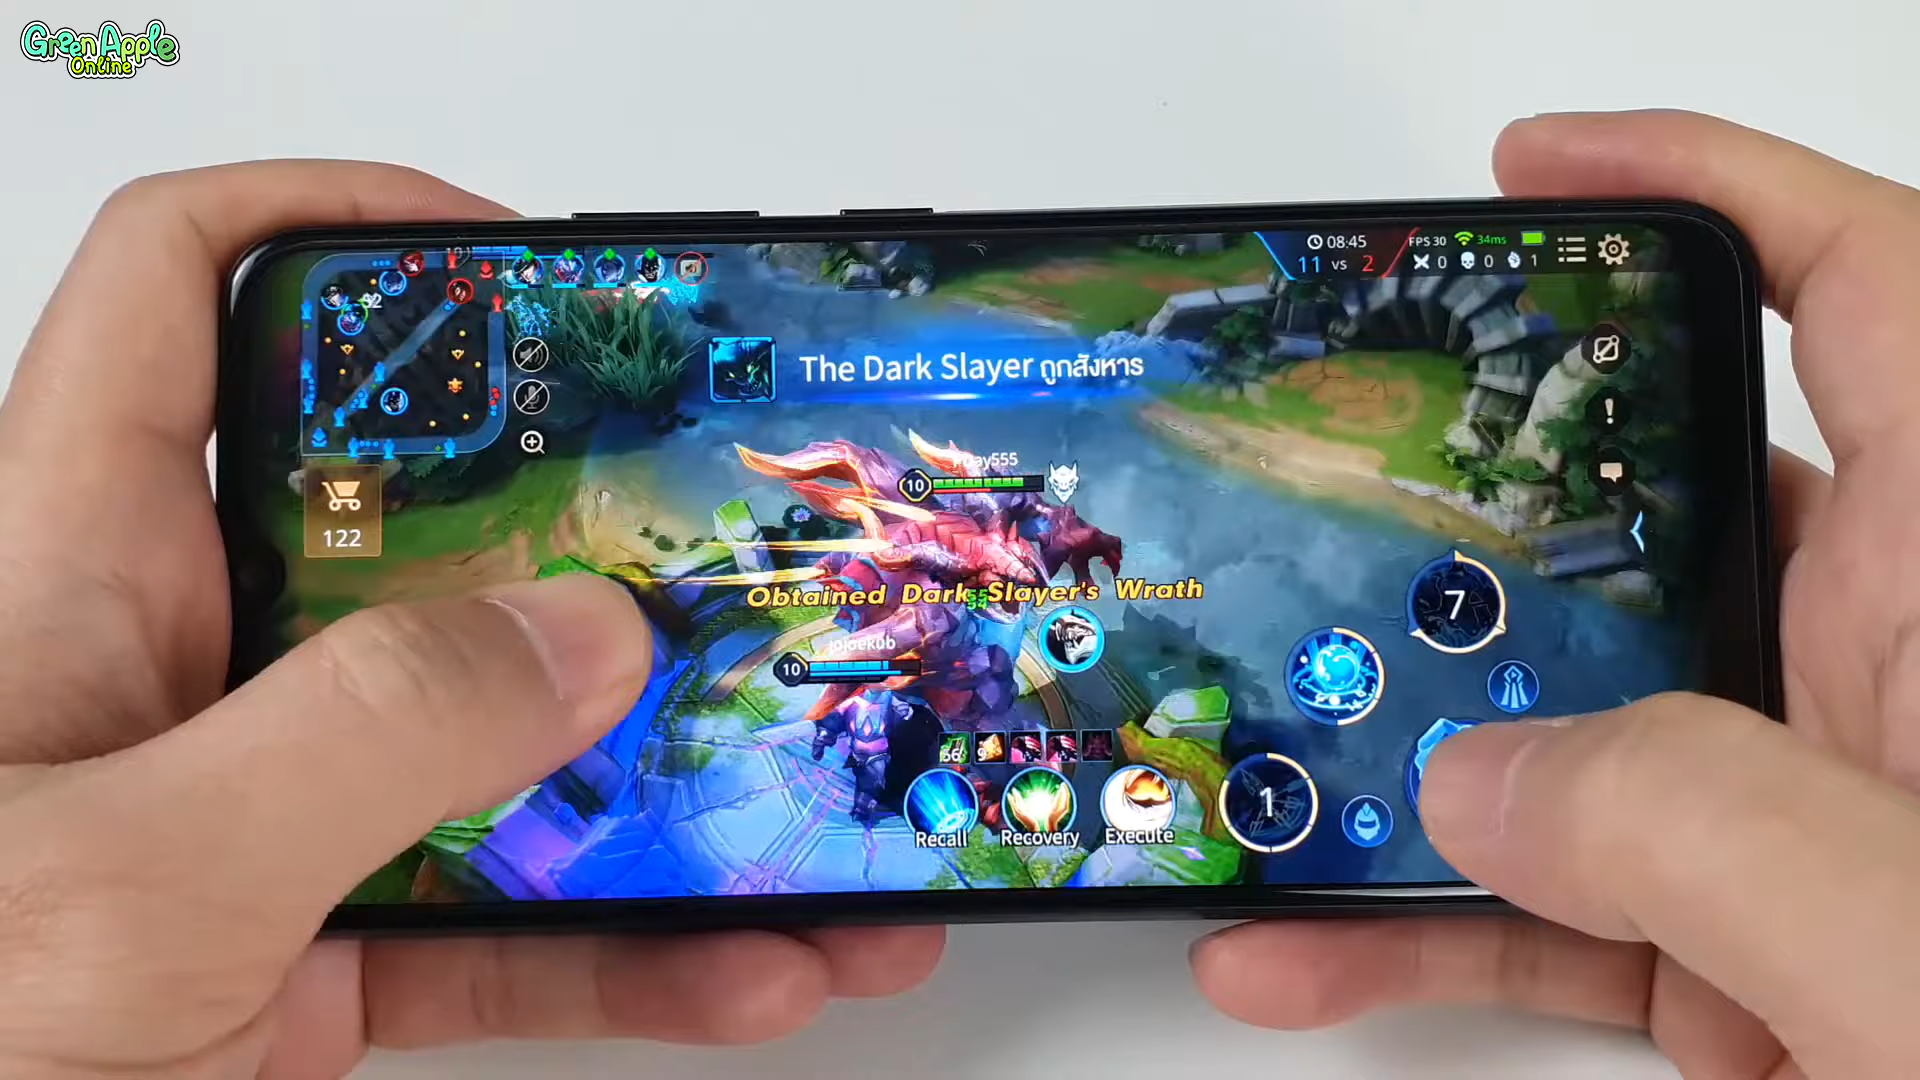 Green Apple
Online
08:45
11 vs 2
FPS 30
34ms
0 0 1
The Dark Slayer ถูกสังหาร
10
122
Obtained Dark Slayer's Wrath
jojoekub
10
7
1
Recall
Recovery
Execute